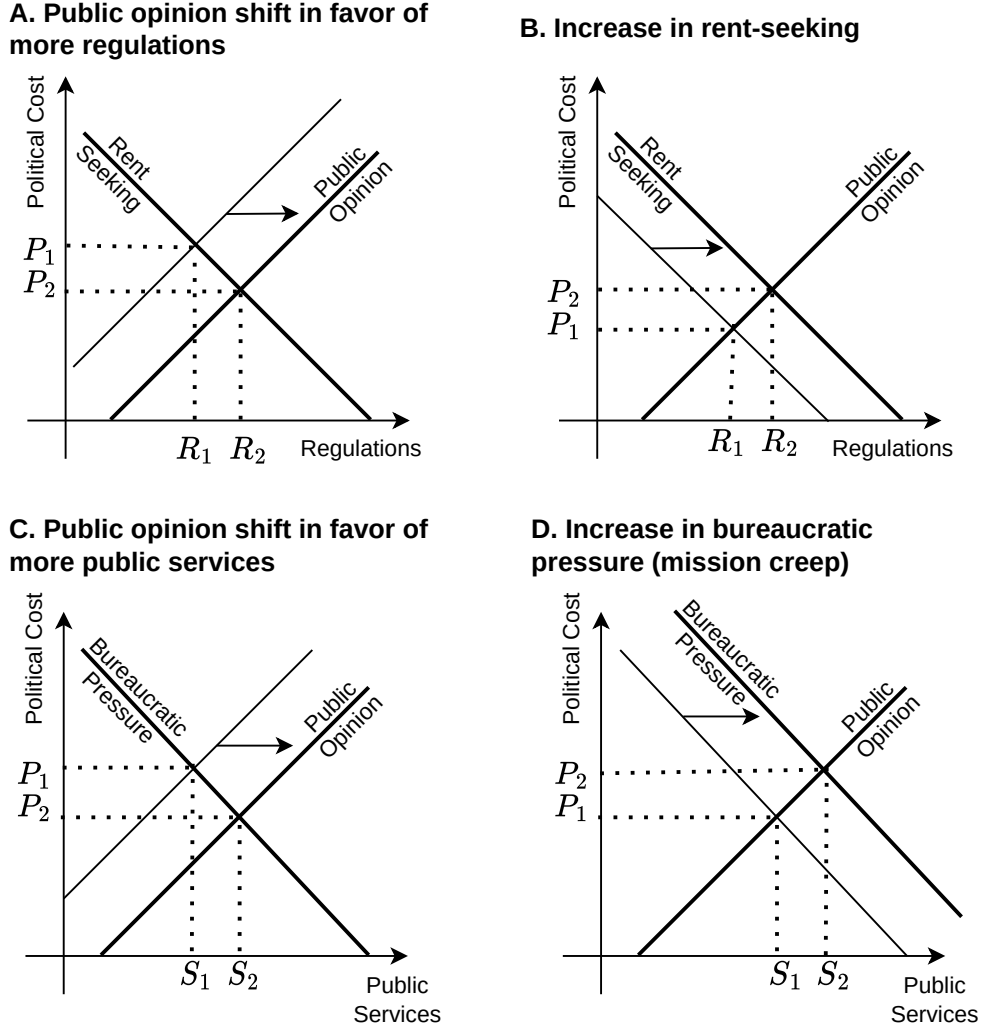 A. Public opinion shift in favor of
more regulations
Political Cost
Rent
Seeking
Public
Opinion
P₁
P₂
R₁
R₂
Regulations
B. Increase in rent-seeking
Political Cost
Rent
Seeking
Public
Opinion
P₂
P₁
R₁
R₂
Regulations
C. Public opinion shift in favor of
more public services
Political Cost
Bureaucratic
Pressure
Public
Opinion
P₁
P₂
S₁
S₂
Public
Services
D. Increase in bureaucratic
pressure (mission creep)
Political Cost
Bureaucratic
Pressure
Public
Opinion
P₂
P₁
S₁
S₂
Public
Services